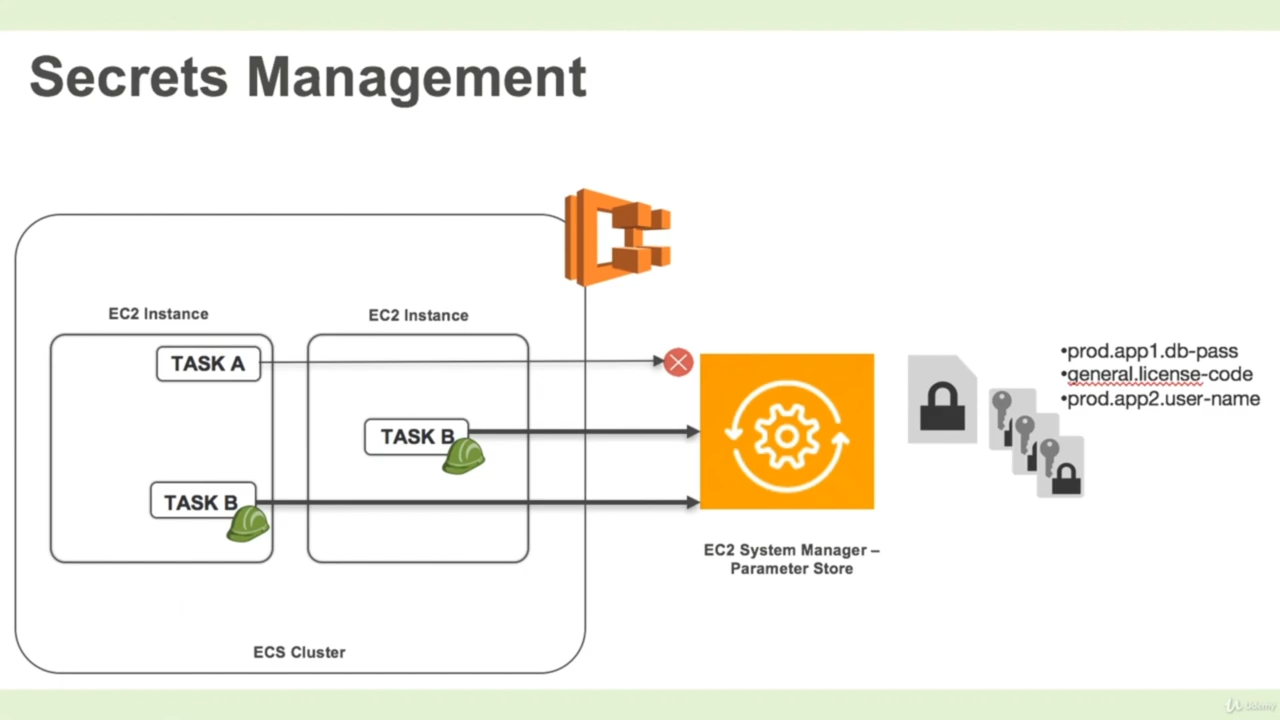 Secrets Management
EC2 Instance
EC2 Instance
TASK A
TASK B
TASK B
•prod.app1.db-pass
•general.license-code
•prod.app2.user-name
EC2 System Manager –
Parameter Store
ECS Cluster
Udemy